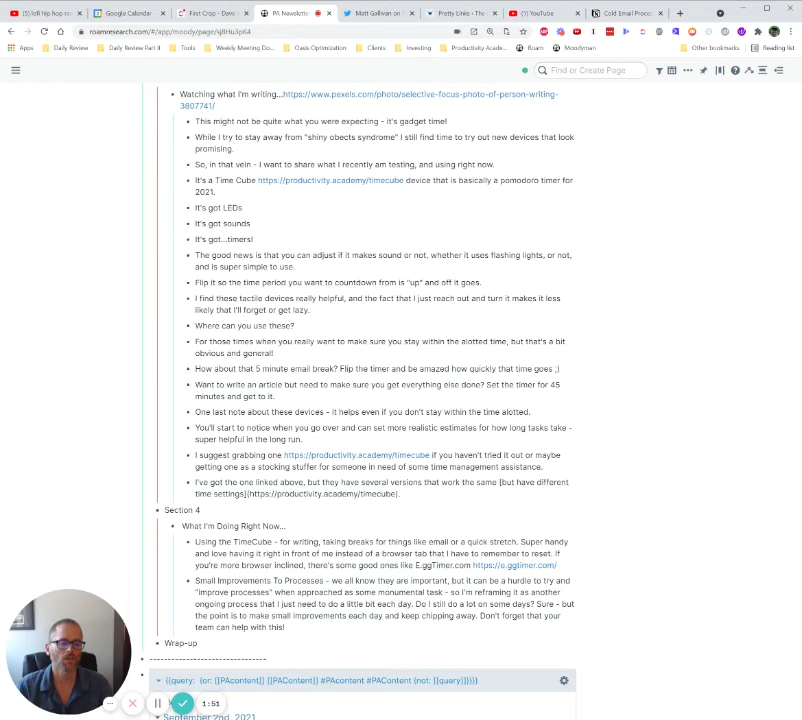 lofi hip hop
Google Calendar
First Crop - Dave
PA Newslette
Matt Gallivan on
Pretty Links ‹ The
(1) YouTube
Cold Email Proce
roamresearch.com/#/app/moody/page/sj8Hu3pK4
Apps
Daily Review
Daily Review Part II
Tools
Weekly Meeting Do...
Oasis Optimization
Clients
Investing
Productivity Acade...
Roam
Moodyman
Other bookmarks
Reading list
Find or Create Page
Watching what I'm writing...https://www.pexels.com/photo/selective-focus-photo-of-person-writing-
3807741/
This might not be quite what you were expecting - it's gadget time!
While I try to stay away from "shiny obects syndrome" I still find time to try out new devices that look
promising.
So, in that vein - I want to share what I recently am testing, and using right now.
It's a Time Cube https://productivity.academy/timecube device that is basically a pomodoro timer for
2021.
It's got LEDs
It's got sounds
It's got...timers!
The good news is that you can adjust if it makes sound or not, whether it uses flashing lights, or not,
and is super simple to use.
Flip it so the time period you want to countdown from is "up" and off it goes.
I find these tactile devices really helpful, and the fact that I just reach out and turn it makes it less
likely that I'll forget or get lazy.
Where can you use these?
For those times when you really want to make sure you stay within the alotted time, but that's a bit
obvious and general!
How about that 5 minute email break? Flip the timer and be amazed how quickly that time goes ;)
Want to write an article but need to make sure you get everything else done? Set the timer for 45
minutes and get to it.
One last note about these devices - it helps even if you don't stay within the time alotted.
You'll start to notice when you go over and can set more realistic estimates for how long tasks take -
super helpful in the long run.
I suggest grabbing one https://productivity.academy/timecube if you haven't tried it out or maybe
getting one as a stocking stuffer for someone in need of some time management assistance.
I've got the one linked above, but they have several versions that work the same [but have different
time settings](https://productivity.academy/timecube).
Section 4
What I'm Doing Right Now...
Using the TimeCube - for writing, taking breaks for things like email or a quick stretch. Super handy
and love having it right in front of me instead of a browser tab that I have to remember to reset. If
you're more browser inclined, there's some good ones like E.ggTimer.com https://e.ggtimer.com/
Small Improvements To Processes - we all know they are important, but it can be a hurdle to try and
"improve processes" when approached as some monumental task - so I'm reframing it as another
ongoing process that I just need to do a little bit each day. Do I still do a lot on some days? Sure - but
the point is to make small improvements each day and keep chipping away. Don't forget that your
team can help with this!
Wrap-up
--------------------------------
{{query: {or: [[PAcontent]] [[PAContent]] #PAcontent #PAContent {not: [[query]]}}}}
1:51
September 2nd, 2021